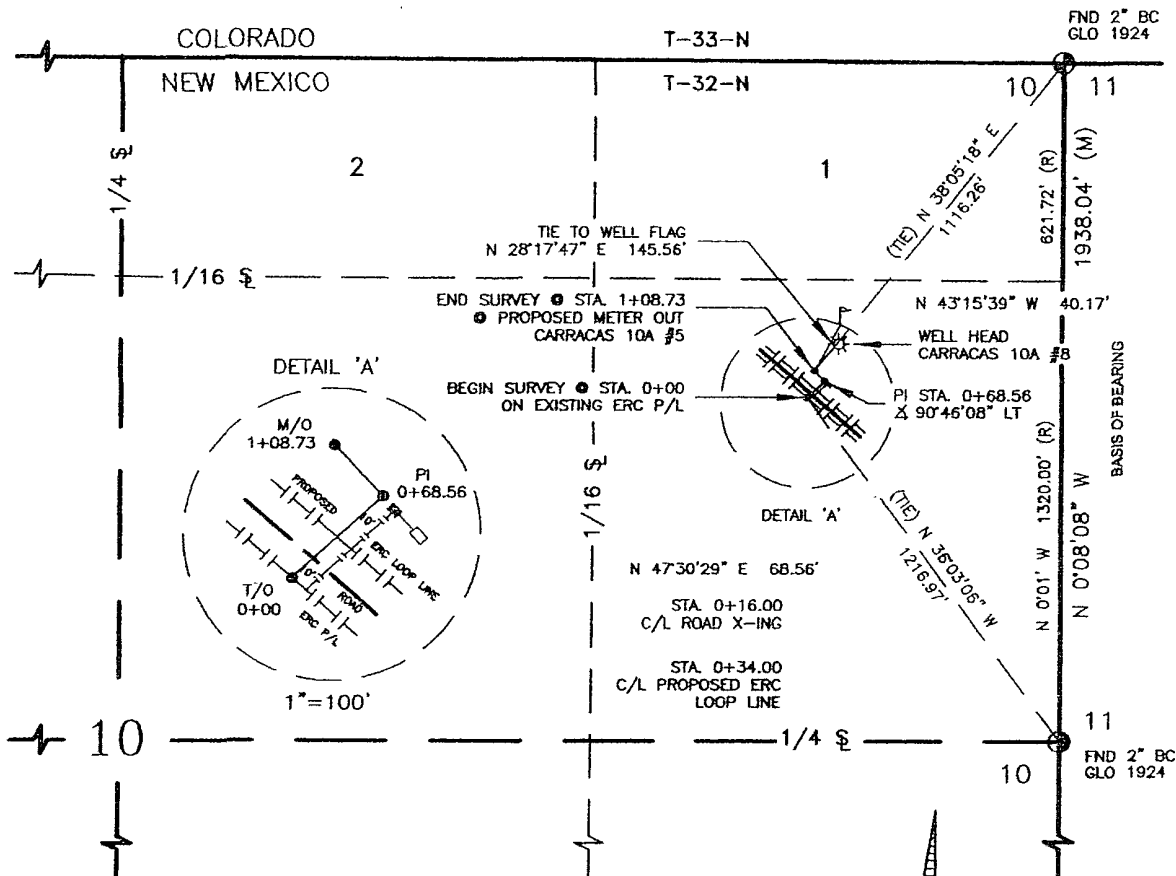 FND 2" BC
GLO 1924
COLORADO
T-33-N
NEW MEXICO
T-32-N
10
11
1/4 SL
2
1
(TIE) N 38°05'18" E
1116.26'
621.72' (R)
1938.04' (M)
TIE TO WELL FLAG
N 28°17'47" E 145.56'
1/16 SL
END SURVEY @ STA. 1+08.73
@ PROPOSED METER OUT
CARRACAS 10A #5
N 43°15'39" W 40.17'
WELL HEAD
CARRACAS 10A #8
DETAIL 'A'
BEGIN SURVEY @ STA. 0+00
ON EXISTING ERC P/L
PI STA. 0+68.56
∡ 90°46'08" LT
BASIS OF BEARING
M/O
1+08.73
PI
0+68.56
PROPOSED
10'
ERC LOOP LINE
ROAD
ERC P/L
T/O
0+00
1"=100'
1/16 SL
DETAIL 'A'
(TIE) N 36°03'06" W
1216.97'
N 0°01' W 1320.00' (R)
N 0°08'08" W
N 47°30'29" E 68.56'
STA. 0+16.00
C/L ROAD X-ING
STA. 0+34.00
C/L PROPOSED ERC
LOOP LINE
10
1/4 SL
11
10
FND 2" BC
GLO 1924